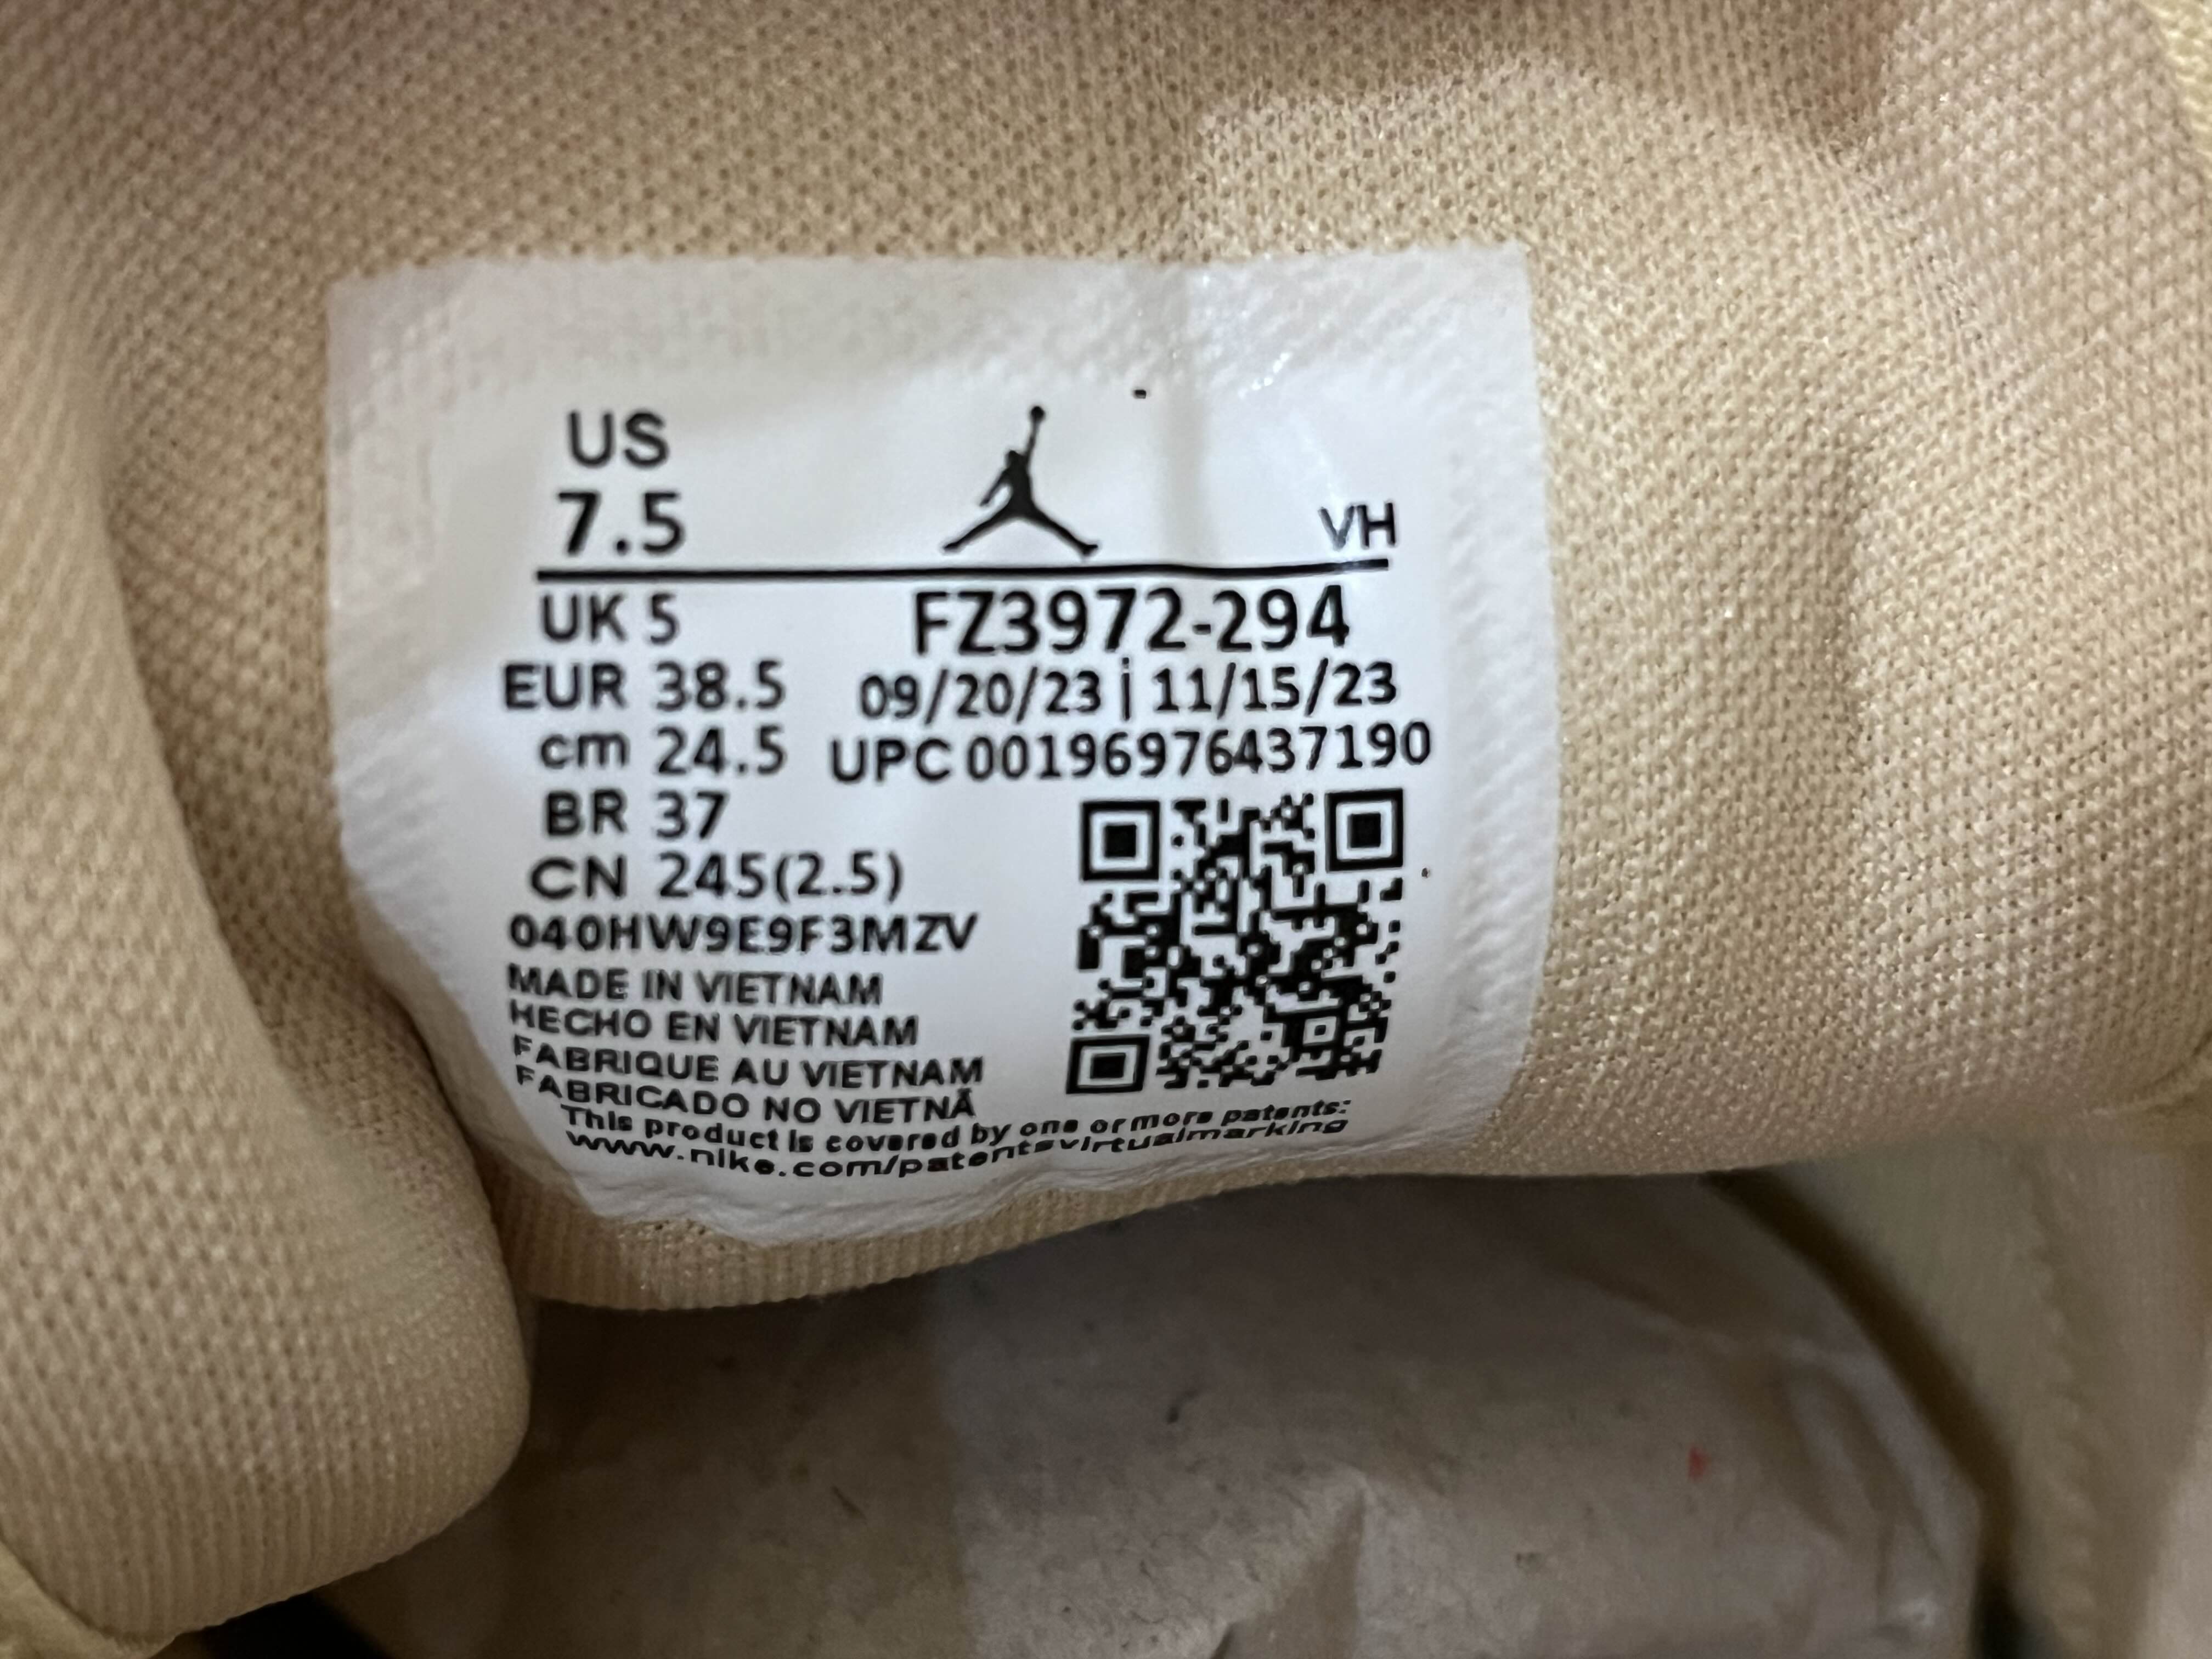 US
7.5
VH
UK 5
FZ3972-294
EUR 38.5
09/20/23 | 11/15/23
cm 24.5
UPC 00196976437190
BR 37
CN 245(2.5)
040HW9E9F3MZV
MADE IN VIETNAM
HECHO EN VIETNAM
FABRIQUE AU VIETNAM
FABRICADO NO VIETNÃ
This product is covered by one or more patents:
www.nike.com/patentsvirtualmarking